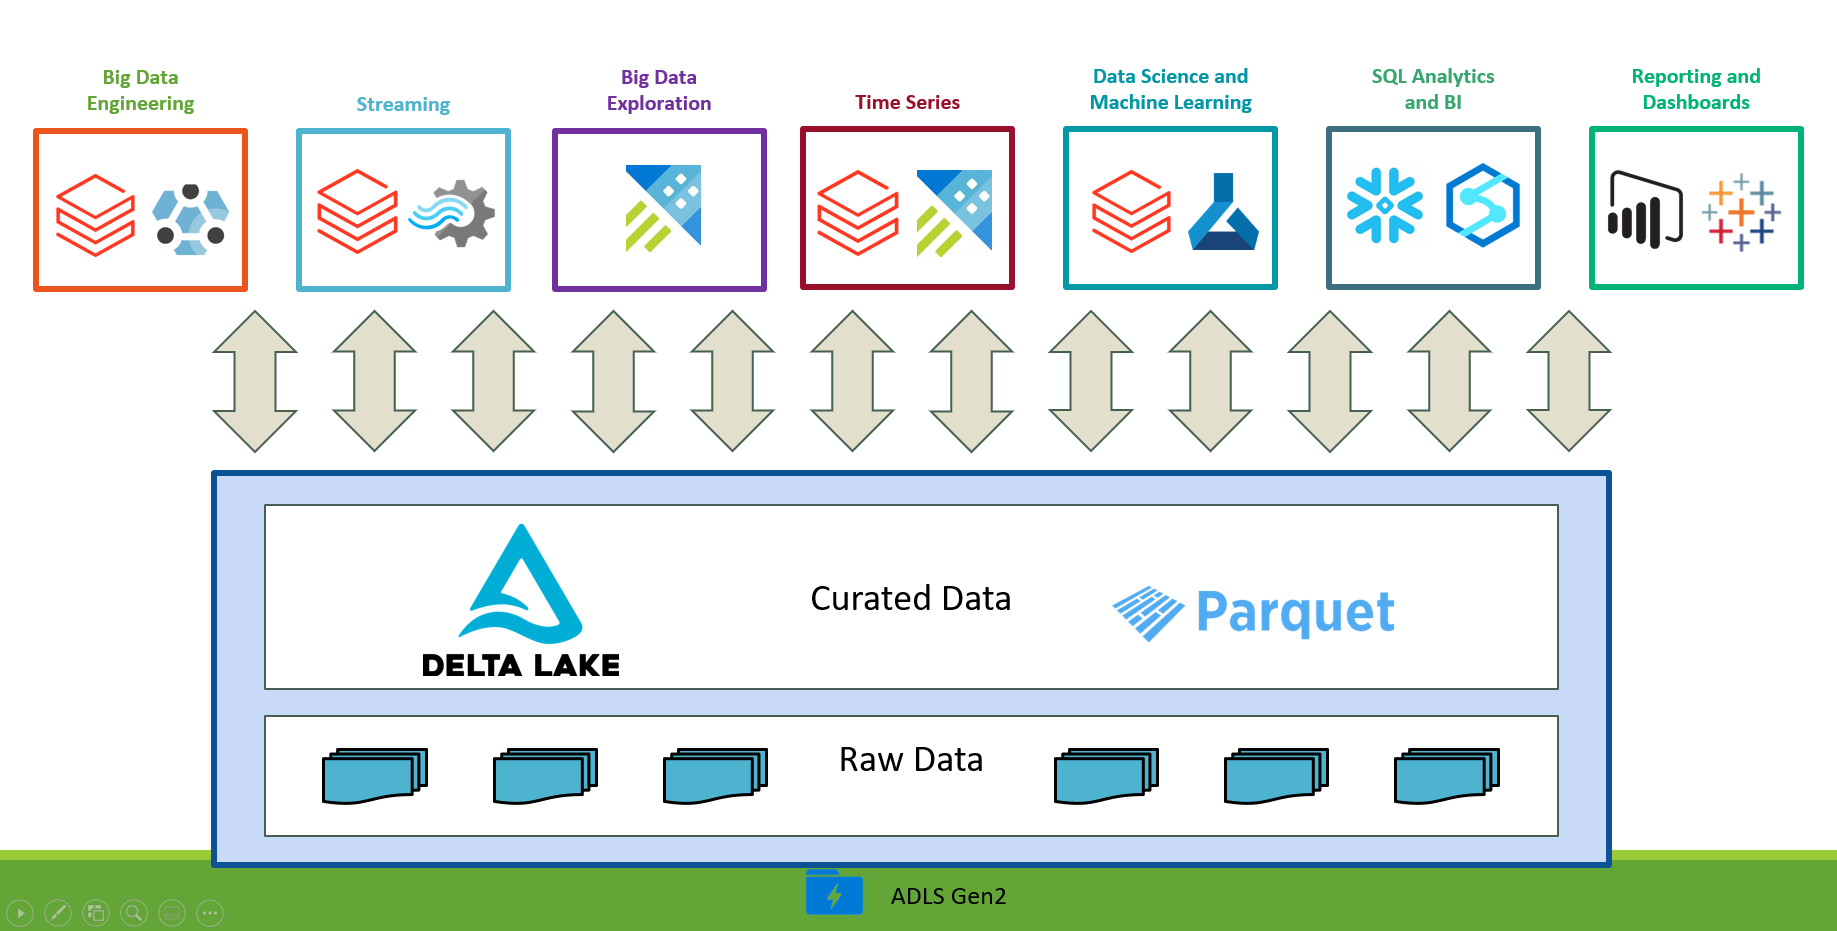 Big Data
Engineering
Streaming
Big Data
Exploration
Time Series
Data Science and
Machine Learning
SQL Analytics
and BI
Reporting and
Dashboards
Curated Data
DELTA LAKE
Parquet
Raw Data
ADLS Gen2